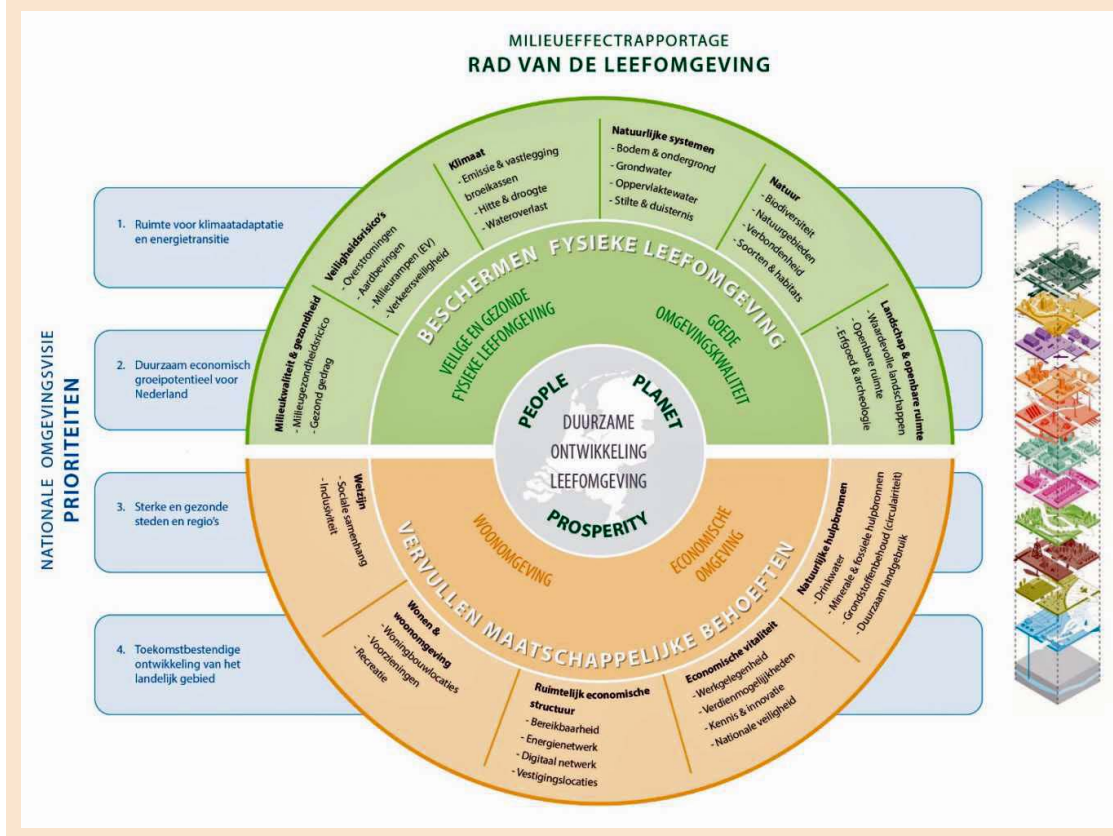 MILIEUEFFECTRAPPORTAGE
RAD VAN DE LEEFOMGEVING
NATIONALE OMGEVINGSVISIE
PRIORITEITEN
1. Ruimte voor klimaatadaptatie
en energietransitie
2. Duurzaam economisch
groeipotentieel voor
Nederland
3. Sterke en gezonde
steden en regio's
4. Toekomstbestendige
ontwikkeling van het
landelijk gebied
Milieukwaliteit & gezondheid
- Milieugezondheidsricico
- Gezond gedrag
Veiligheidsrisico's
- Overstromingen
- Aardbevingen
- Milieurampen (EV)
- Verkeersveiligheid
Klimaat
- Emissie & vastlegging
broeikassen
- Hitte & droogte
- Wateroverlast
Natuurlijke systemen
- Bodem & ondergrond
- Grondwater
- Oppervlaktewater
- Stilte & duisternis
Natuur
- Biodiversiteit
- Natuurgebieden
- Verbondenheid
- Soorten & habitats
Landschap & openbare ruimte
- Waardevolle landschappen
- Openbare ruimte
- Erfgoed & archeologie
BESCHERMEN FYSIEKE LEEFOMGEVING
VEILIGE EN GEZONDE
FYSIEKE LEEFOMGEVING
GOEDE
OMGEVINGSKWALITEIT
PEOPLE
PLANET
DUURZAME
ONTWIKKELING
LEEFOMGEVING
PROSPERITY
WOONOMGEVING
ECONOMISCHE
OMGEVING
VERVULLEN MAATSCHAPPELIJKE BEHOEFTEN
Welzijn
- Sociale samenhang
- Inclusiviteit
Wonen &
woonomgeving
- Woningbouwlocaties
- Voorzieningen
- Recreatie
Ruimtelijk economische
structuur
- Bereikbaarheid
- Energienetwerk
- Digitaal netwerk
- Vestigingslocaties
Economische vitaliteit
- Werkgelegenheid
- Verdienmogelijkheden
- Kennis & innovatie
- Nationale veiligheid
Natuurlijke hulpbronnen
- Drinkwater
- Minerale & fossiele hulpbronnen
- Grondstoffenbehoud (circulairiteit)
- Duurzaam landgebruik